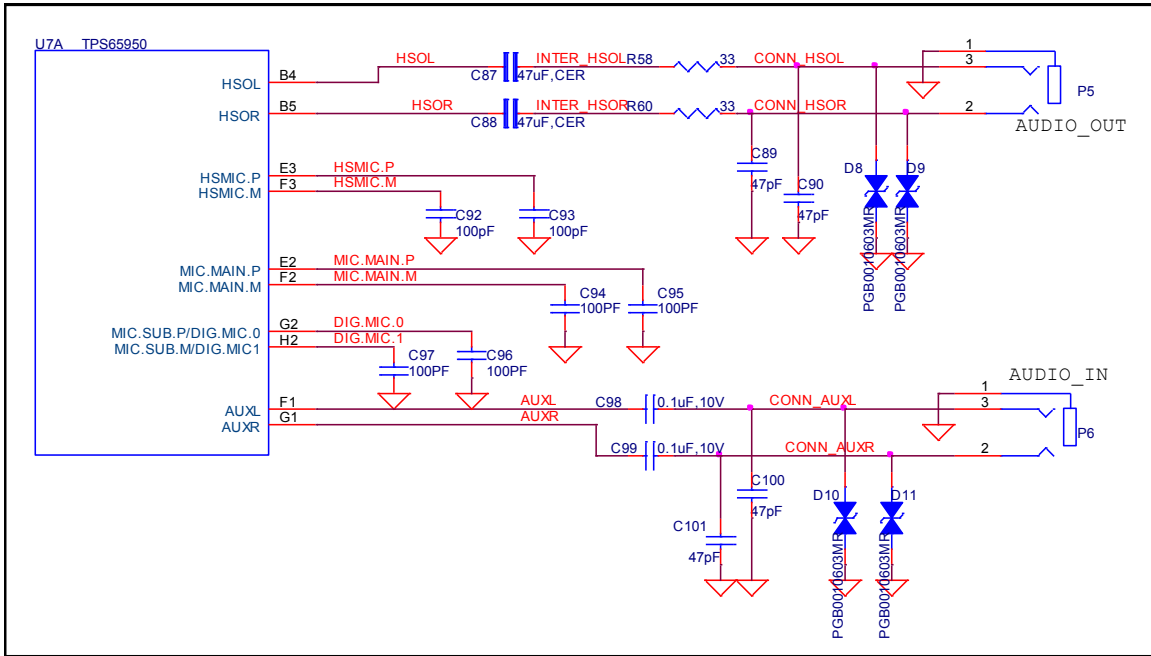 U7A TPS65950
HSOL
B4
HSOL
C87
47uF,CER
INTER_HSOL
R58
33
CONN_HSOL
1
3
P5
HSOR
B5
HSOR
C88
47uF,CER
INTER_HSOR
R60
33
CONN_HSOR
2
AUDIO_OUT
C89
47pF
C90
47pF
D8
PGB0010603MR
D9
PGB0010603MR
HSMIC.P
E3
HSMIC.P
HSMIC.M
F3
HSMIC.M
C92
100pF
C93
100pF
MIC.MAIN.P
E2
MIC.MAIN.P
MIC.MAIN.M
F2
MIC.MAIN.M
C94
100PF
C95
100PF
MIC.SUB.P/DIG.MIC.0
G2
DIG.MIC.0
MIC.SUB.M/DIG.MIC1
H2
DIG.MIC.1
C97
100PF
C96
100PF
AUDIO_IN
AUXL
F1
AUXL
C98
0.1uF,10V
CONN_AUXL
1
3
P6
AUXR
G1
AUXR
C99
0.1uF,10V
CONN_AUXR
2
C100
47pF
C101
47pF
D10
PGB0010603MR
D11
PGB0010603MR